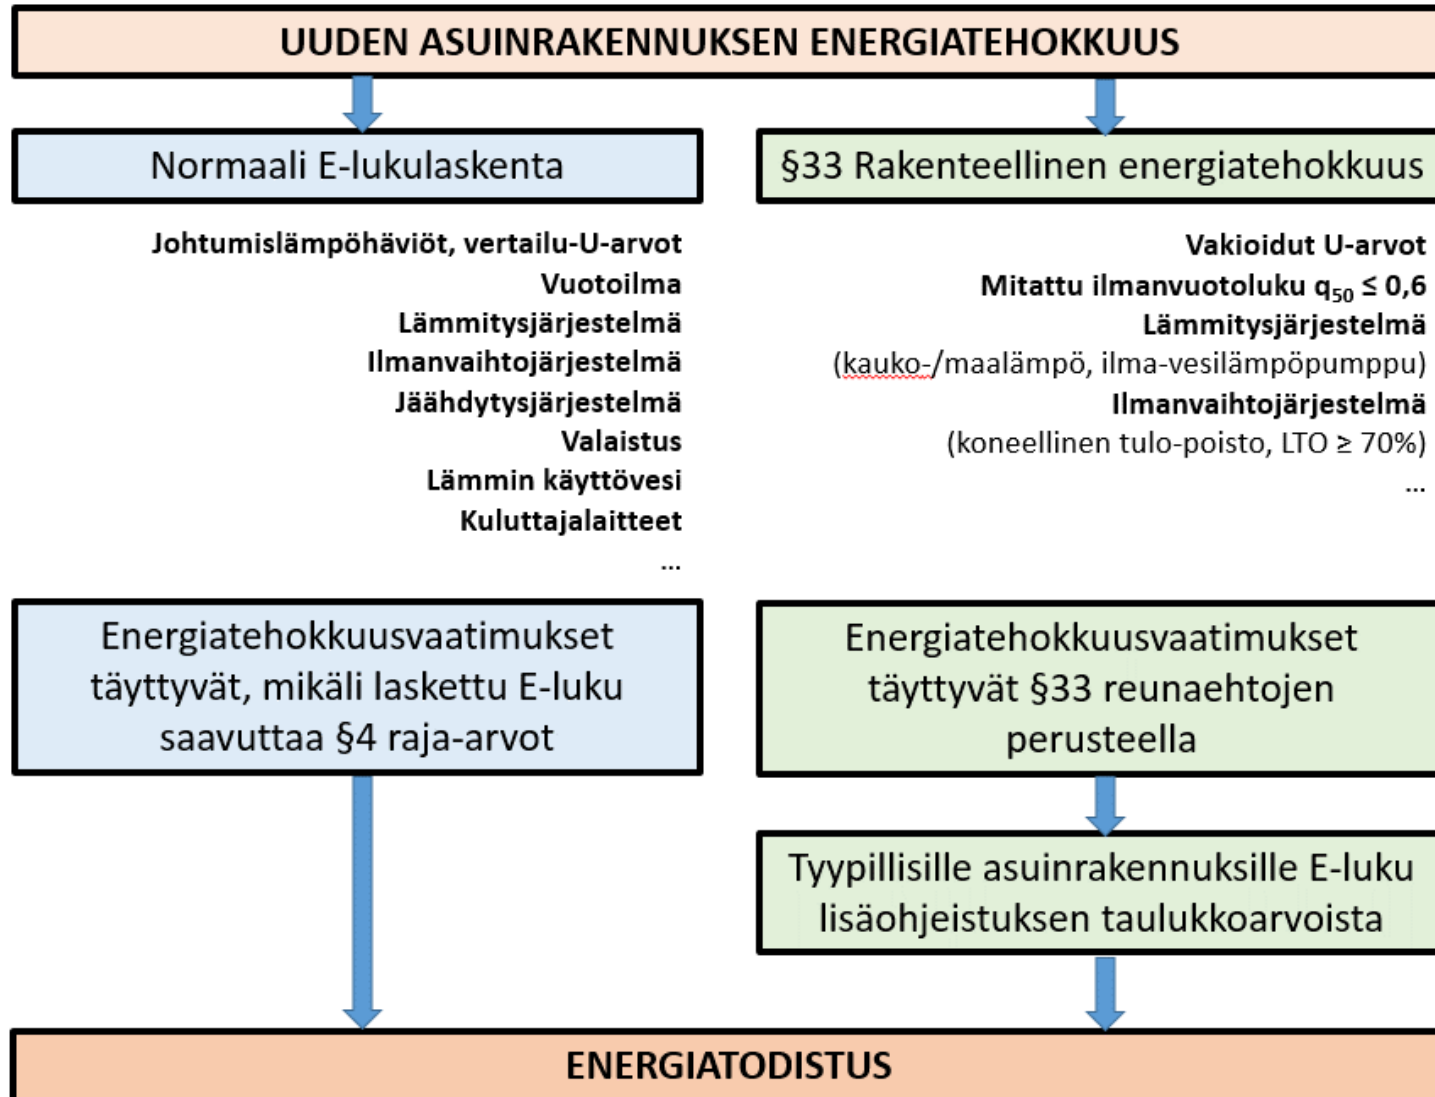 UUDEN ASUINRAKENNUKSEN ENERGIATEHOKKUUS
Normaali E-lukulaskenta
Johtumislämpöhäviöt, vertailu-U-arvot
Vuotoilma
Lämmitysjärjestelmä
Ilmanvaihtojärjestelmä
Jäähdytysjärjestelmä
Valaistus
Lämmin käyttövesi
Kuluttajalaitteet
...
Energiatehokkuusvaatimukset
täyttyvät, mikäli laskettu E-luku
saavuttaa §4 raja-arvot
§33 Rakenteellinen energiatehokkuus
Vakioidut U-arvot
Mitattu ilmanvuotoluku q₅₀ ≤ 0,6
Lämmitysjärjestelmä
(kauko-/maalämpö, ilma-vesilämpöpumppu)
Ilmanvaihtojärjestelmä
(koneellinen tulo-poisto, LTO ≥ 70%)
...
Energiatehokkuusvaatimukset
täyttyvät §33 reunaehtojen
perusteella
Tyypillisille asuinrakennuksille E-luku
lisäohjeistuksen taulukkoarvoista
ENERGIATODISTUS